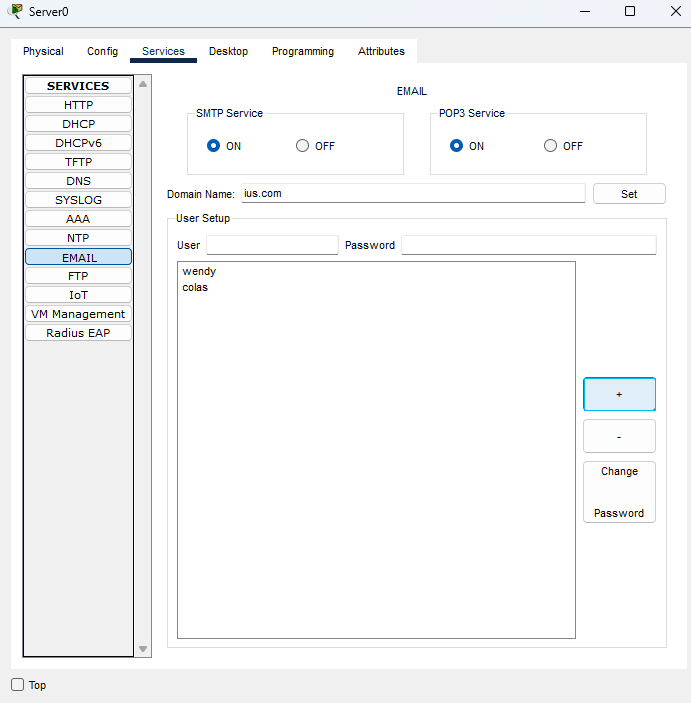 Server0
Physical Config Services Desktop Programming Attributes
SERVICES
HTTP
DHCP
DHCPv6
TFTP
DNS
SYSLOG
AAA
NTP
EMAIL
FTP
IoT
VM Management
Radius EAP
EMAIL
SMTP Service
ON OFF
POP3 Service
ON OFF
Domain Name: ius.com Set
User Setup
User Password
wendy
colas
+
-
Change
Password
Top